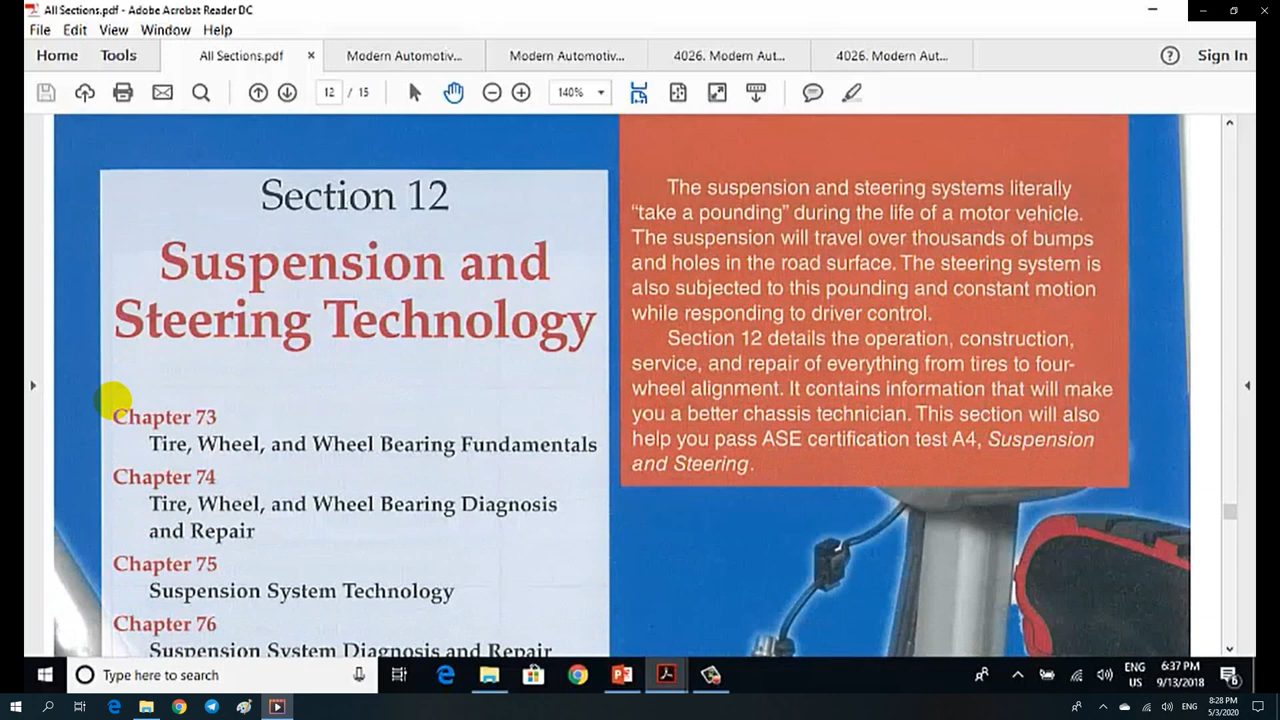 All Sections.pdf - Adobe Acrobat Reader DC
File Edit View Window Help
Home Tools All Sections.pdf × Modern Automotiv... Modern Automotiv... 4026. Modern Aut... 4026. Modern Aut... Sign In
12 / 15 140%
Section 12
Suspension and
Steering Technology
Chapter 73
Tire, Wheel, and Wheel Bearing Fundamentals
Chapter 74
Tire, Wheel, and Wheel Bearing Diagnosis
and Repair
Chapter 75
Suspension System Technology
Chapter 76
Suspension System Diagnosis and Repair
The suspension and steering systems literally
“take a pounding” during the life of a motor vehicle.
The suspension will travel over thousands of bumps
and holes in the road surface. The steering system is
also subjected to this pounding and constant motion
while responding to driver control.
Section 12 details the operation, construction,
service, and repair of everything from tires to four-
wheel alignment. It contains information that will make
you a better chassis technician. This section will also
help you pass ASE certification test A4, Suspension
and Steering.
Type here to search
ENG 6:37 PM
US 9/13/2018
ENG 8:28 PM
5/3/2020